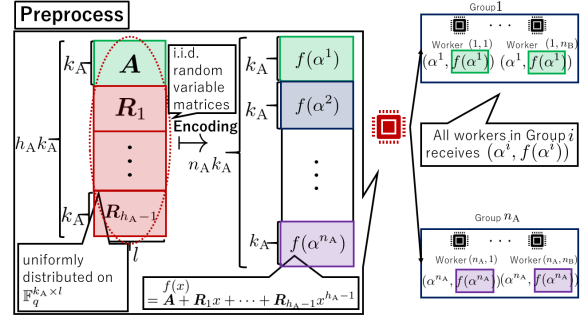 Preprocess
k_A
A
R_1
h_A k_A
⋮
k_A
R_{h_A−1}
l
uniformly
distributed on
𝔽_q^{k_A×l}
i.i.d.
random
variable
matrices
Encoding
n_A k_A
k_A
f(α^1)
k_A
f(α^2)
⋮
k_A
f(α^{n_A})
f(x)
= A + R_1 x + ··· + R_{h_A−1} x^{h_A−1}
Group1
· · ·
Worker (1, 1) Worker (1, n_B)
(α^1, f(α^1)) (α^1, f(α^1))
All workers in Group i
receives (α^i, f(α^i))
Group n_A
· · ·
Worker (n_A, 1) Worker (n_A, n_B)
(α^{n_A}, f(α^{n_A})) (α^{n_A}, f(α^{n_A}))